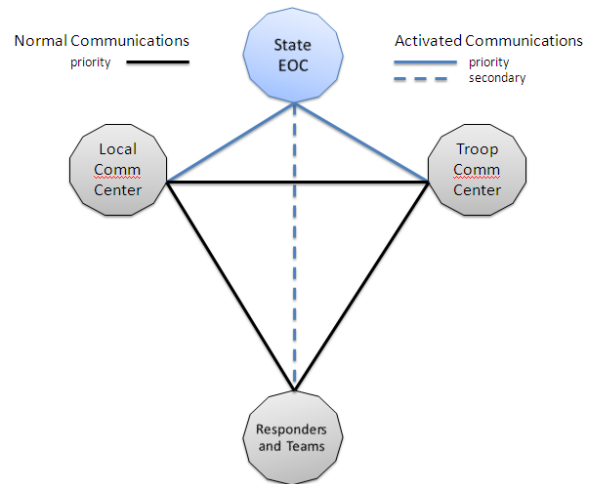 Normal Communications
priority
State
EOC
Activated Communications
priority
secondary
Local
Comm
Center
Troop
Comm
Center
Responders
and Teams